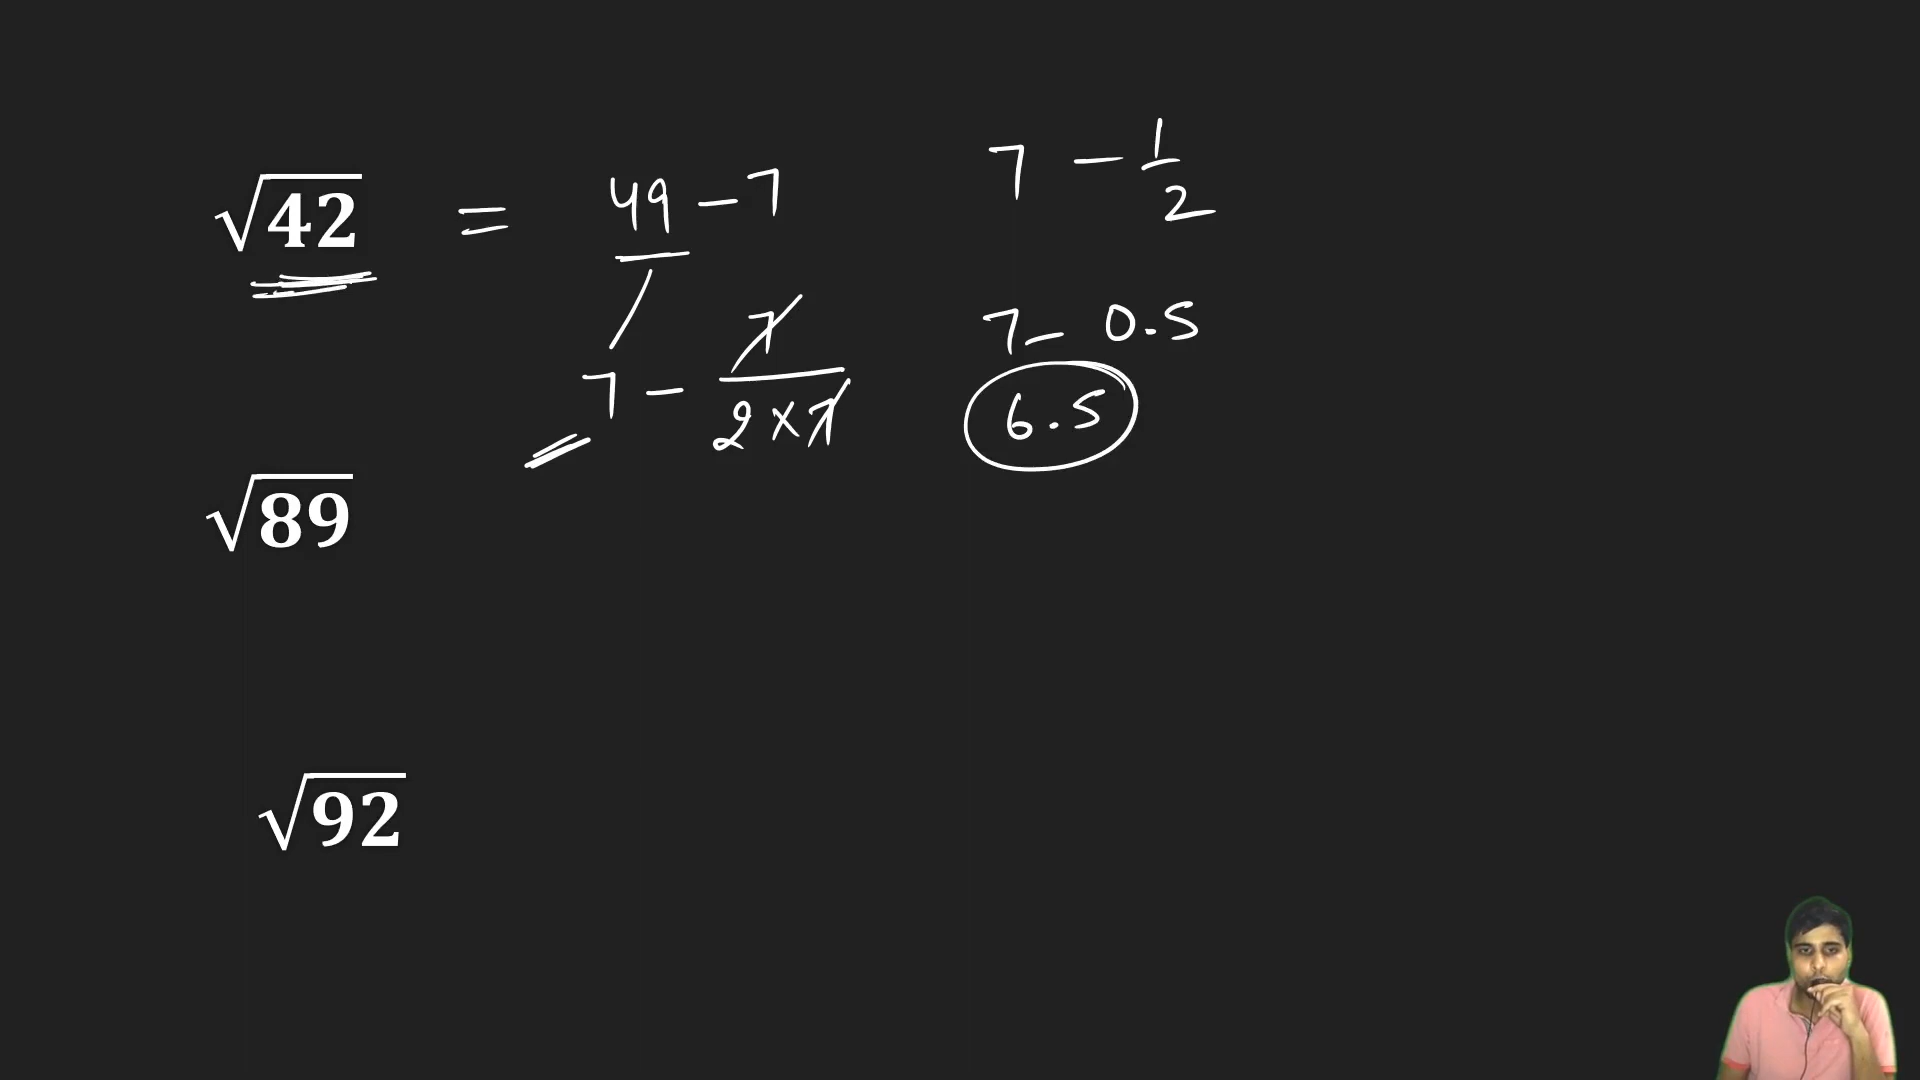 √42 = 49 - 7
7 - 7/(2×7)
7 - 1/2
7 - 0.5
6.5
√89
√92